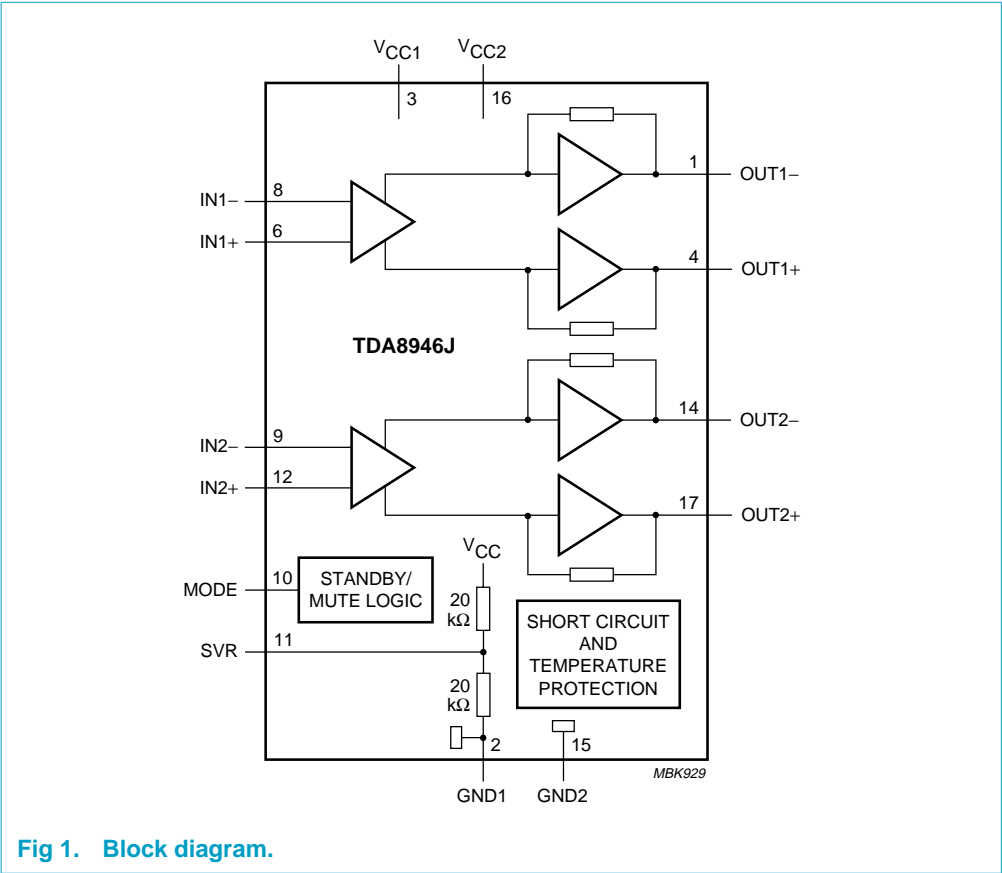 VCC1
VCC2
3
16
1
OUT1−
IN1−
8
IN1+
6
4
OUT1+
TDA8946J
14
OUT2−
IN2−
9
IN2+
12
17
OUT2+
VCC
MODE
10
STANDBY/
MUTE LOGIC
20
kΩ
SHORT CIRCUIT
AND
TEMPERATURE
PROTECTION
SVR
11
20
kΩ
2
15
MBK929
GND1
GND2
Fig 1. Block diagram.